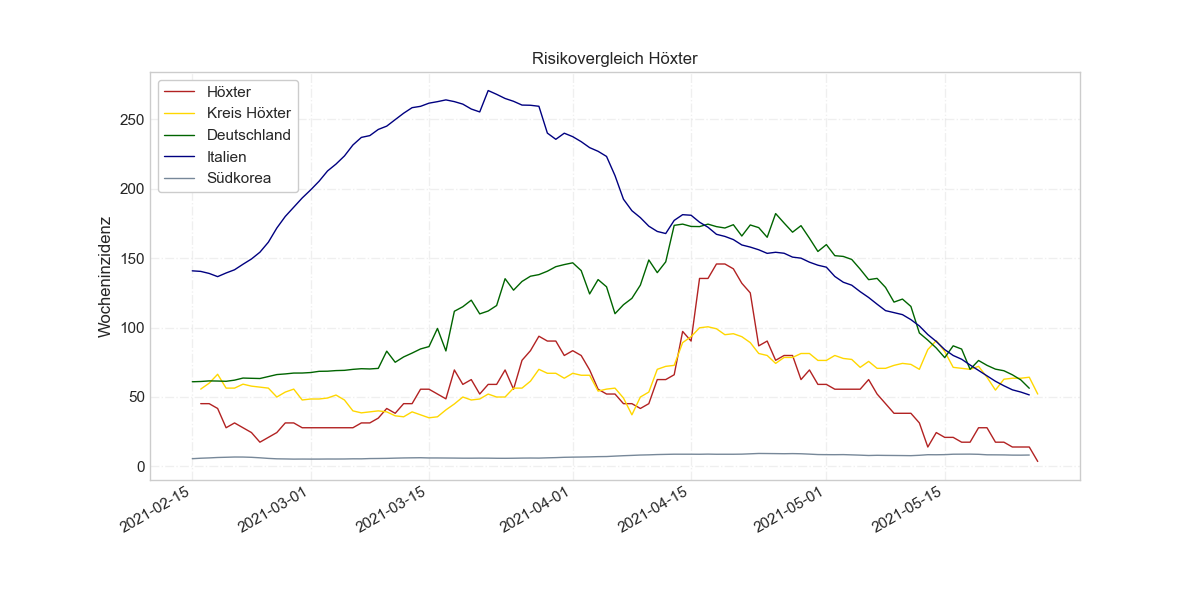 Risikovergleich Höxter
Höxter
Kreis Höxter
Deutschland
Italien
Südkorea
Wocheninzidenz
250
200
150
100
50
0
2021-02-15
2021-03-01
2021-03-15
2021-04-01
2021-04-15
2021-05-01
2021-05-15